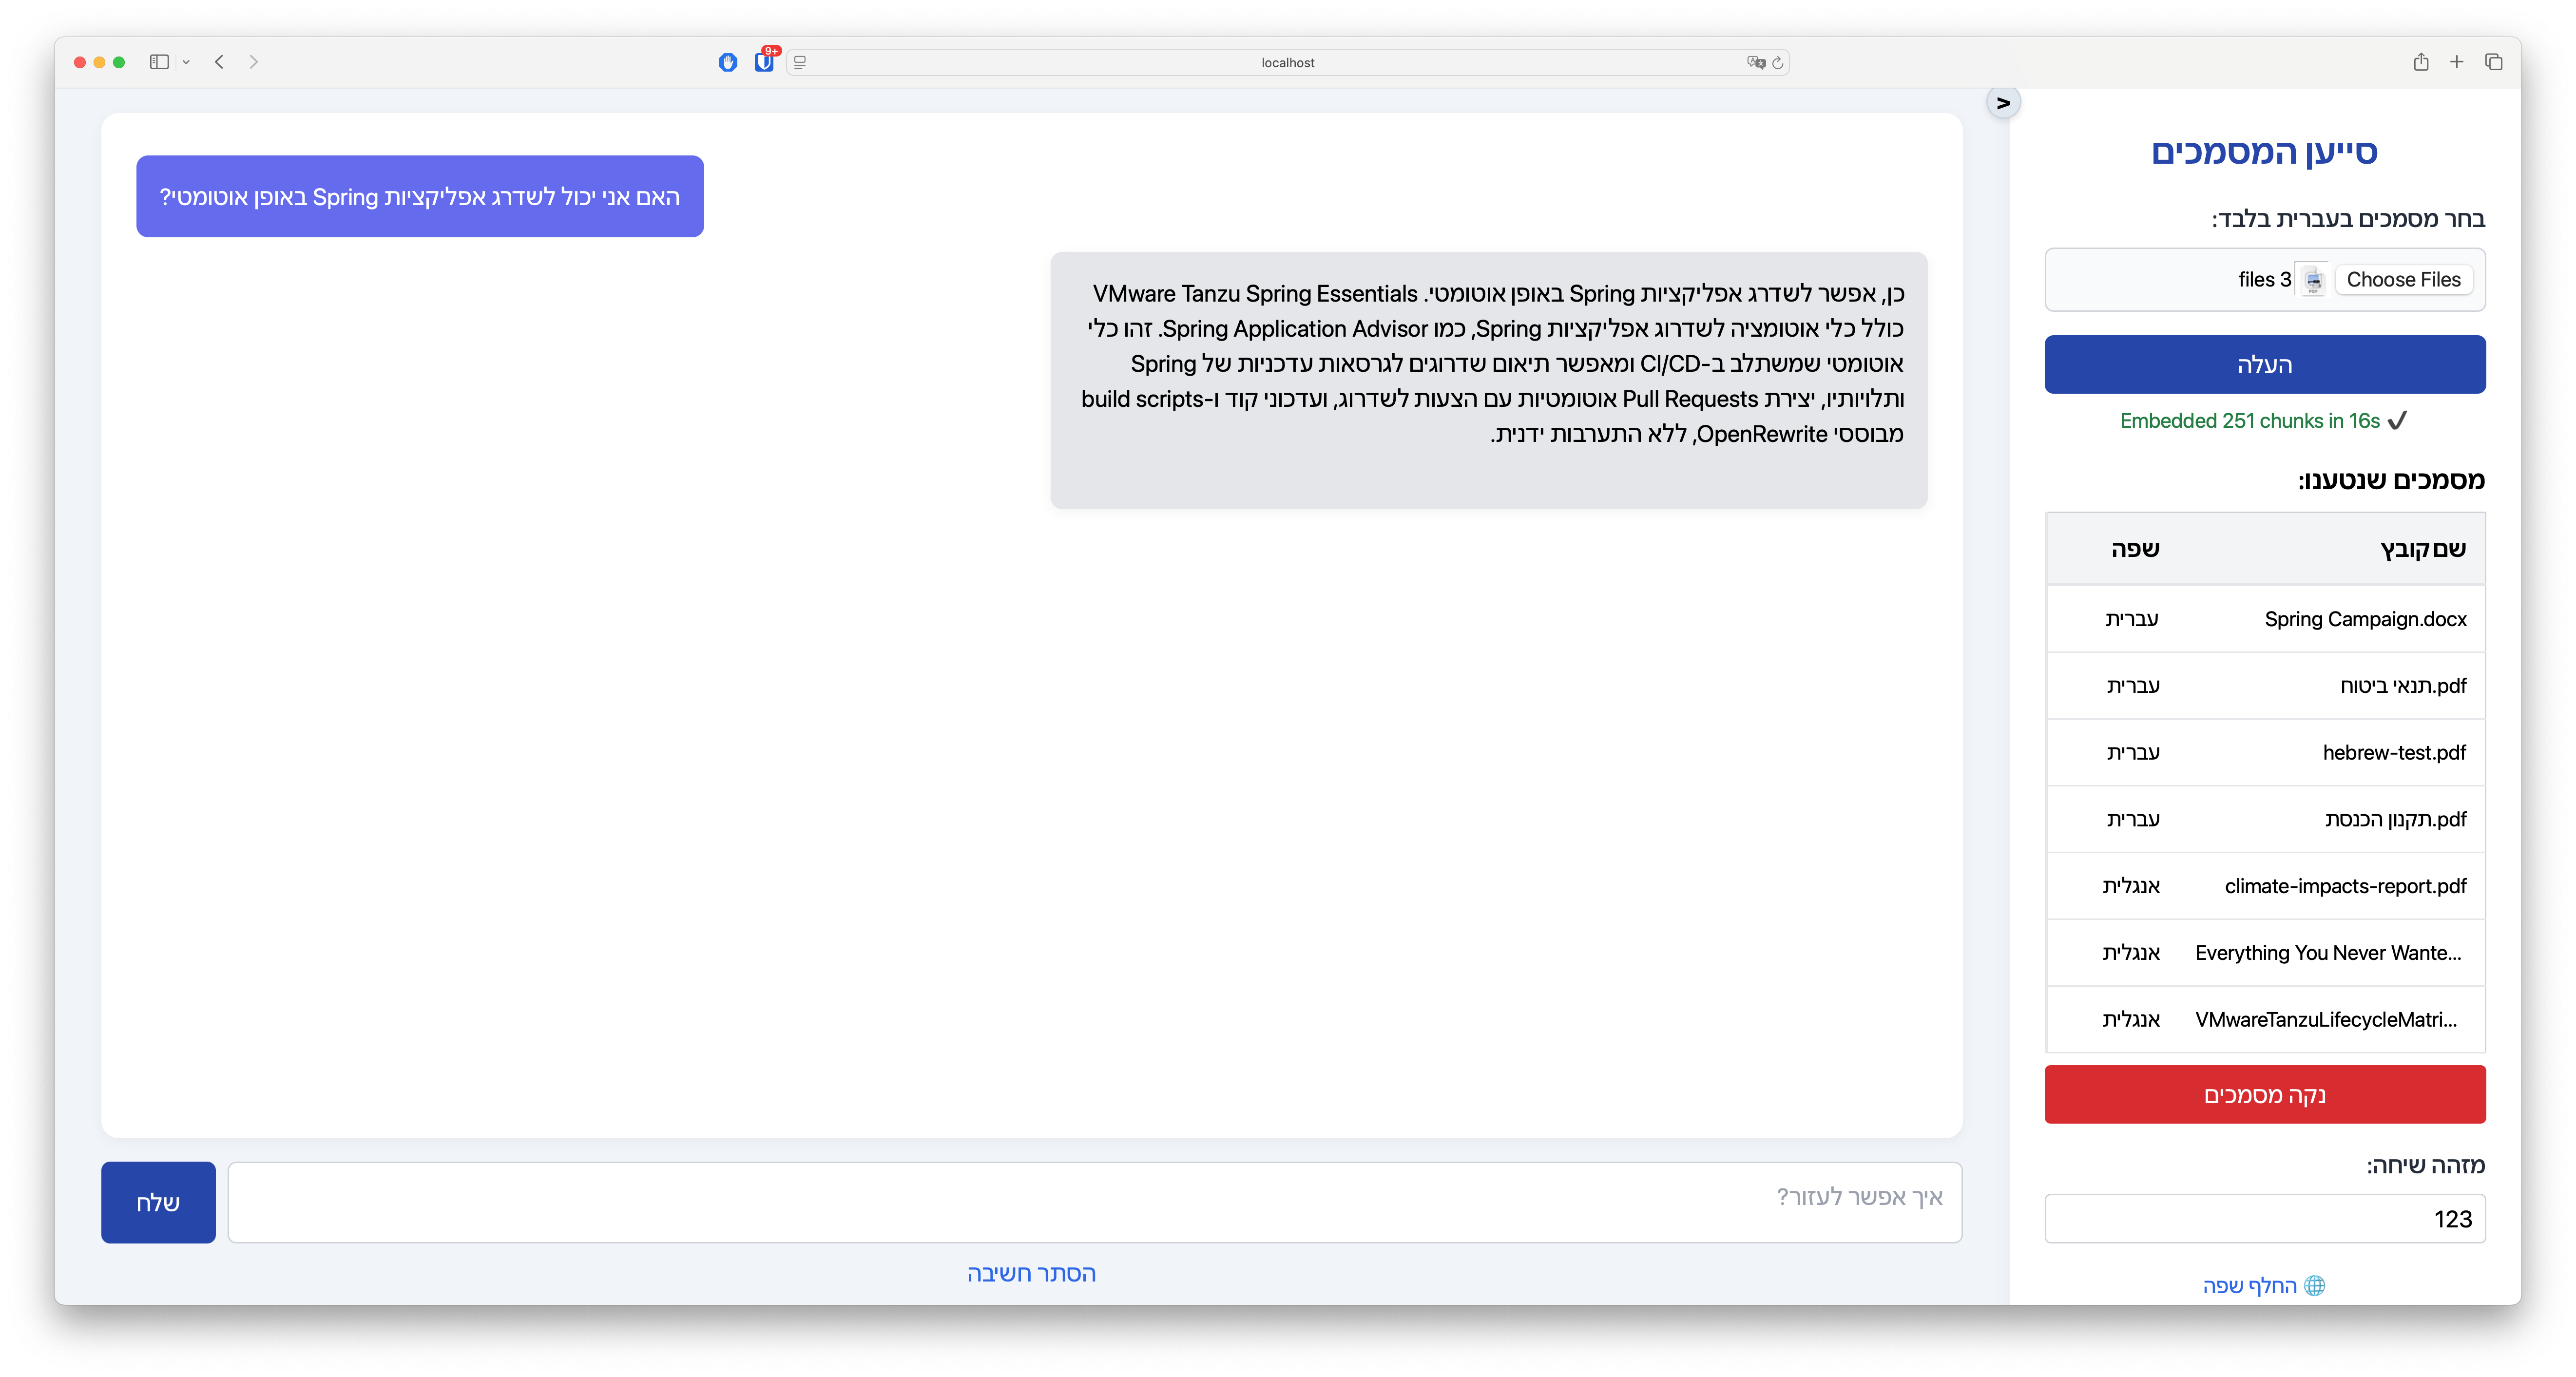 9+
localhost
<
סייען המסמכים
בחר מסמכים בעברית בלבד:
Choose Files
3 files
העלה
✔ Embedded 251 chunks in 16s
מסמכים שנטענו:
שם קובץ שפה
Spring Campaign.docx עברית
תנאי ביטוח.pdf עברית
hebrew-test.pdf עברית
תקנון הכנסת.pdf עברית
climate-impacts-report.pdf אנגלית
Everything You Never Wante... אנגלית
VMwareTanzuLifecycleMatri... אנגלית
נקה מסמכים
מזהה שיחה:
123
🌐 החלף שפה
האם אני יכול לשדרג אפליקציות Spring באופן אוטומטי?
כן, אפשר לשדרג אפליקציות Spring באופן אוטומטי. VMware Tanzu Spring Essentials
כולל כלי אוטומציה לשדרוג אפליקציות Spring, כמו Spring Application Advisor. זהו כלי
אוטומטי שמשתלב ב-CI/CD ומאפשר תיאום שדרוגים לגרסאות עדכניות של Spring
ותלויותיו, יצירת Pull Requests אוטומטיות עם הצעות לשדרוג, ועדכוני קוד ו-build scripts
מבוססי OpenRewrite, ללא התערבות ידנית.
איך אפשר לעזור?
שלח
הסתר חשיבה